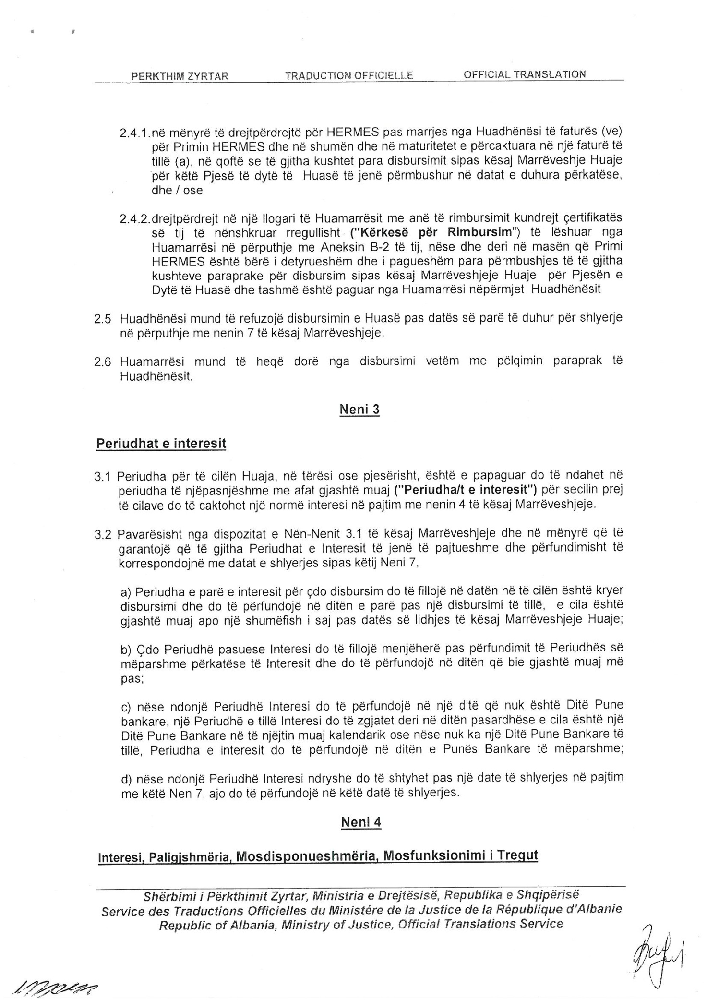 PERKTHIM ZYRTAR TRADUCTION OFFICIELLE OFFICIAL TRANSLATION
2.4.1.në mënyrë të drejtpërdrejtë për HERMES pas marrjes nga Huadhënësi të faturës (ve)
për Primin HERMES dhe në shumën dhe në maturitetet e përcaktuara në një faturë të
tillë (a), në qoftë se të gjitha kushtet para disbursimit sipas kësaj Marrëveshje Huaje
për këtë Pjesë të dytë të Huasë të jenë përmbushur në datat e duhura përkatëse,
dhe / ose
2.4.2.drejtpërdrejt në një llogari të Huamarrësit me anë të rimbursimit kundrejt çertifikatës
së tij të nënshkruar rregullisht ("Kërkesë për Rimbursim") të lëshuar nga
Huamarrësi në përputhje me Aneksin B-2 të tij, nëse dhe deri në masën që Primi
HERMES është bërë i detyrueshëm dhe i pagueshëm para përmbushjes të të gjitha
kushteve paraprake për disbursim sipas kësaj Marrëveshjeje Huaje për Pjesën e
Dytë të Huasë dhe tashmë është paguar nga Huamarrësi nëpërmjet Huadhënësit
2.5 Huadhënësi mund të refuzojë disbursimin e Huasë pas datës së parë të duhur për shlyerje
në përputhje me nenin 7 të kësaj Marrëveshjeje.
2.6 Huamarrësi mund të heqë dorë nga disbursimi vetëm me pëlqimin paraprak të
Huadhënësit.
Neni 3
Periudhat e interesit
3.1 Periudha për të cilën Huaja, në tërësi ose pjesërisht, është e papaguar do të ndahet në
periudha të njëpasnjëshme me afat gjashtë muaj ("Periudha/t e interesit") për secilin prej
të cilave do të caktohet një normë interesi në pajtim me nenin 4 të kësaj Marrëveshjeje.
3.2 Pavarësisht nga dispozitat e Nën-Nenit 3.1 të kësaj Marrëveshjeje dhe në mënyrë që të
garantojë që të gjitha Periudhat e Interesit të jenë të pajtueshme dhe përfundimisht të
korrespondojnë me datat e shlyerjes sipas këtij Neni 7,
a) Periudha e parë e interesit për çdo disbursim do të fillojë në datën në të cilën është kryer
disbursimi dhe do të përfundojë në ditën e parë pas një disbursimi të tillë, e cila është
gjashtë muaj apo një shumëfish i saj pas datës së lidhjes të kësaj Marrëveshjeje Huaje;
b) Çdo Periudhë pasuese Interesi do të fillojë menjëherë pas përfundimit të Periudhës së
mëparshme përkatëse të Interesit dhe do të përfundojë në ditën që bie gjashtë muaj më
pas;
c) nëse ndonjë Periudhë Interesi do të përfundojë në një ditë që nuk është Ditë Pune
bankare, një Periudhë e tillë Interesi do të zgjatet deri në ditën pasardhëse e cila është një
Ditë Pune Bankare në të njëjtin muaj kalendarik ose nëse nuk ka një Ditë Pune Bankare të
tillë, Periudha e interesit do të përfundojë në ditën e Punës Bankare të mëparshme;
d) nëse ndonjë Periudhë Interesi ndryshe do të shtyhet pas një date të shlyerjes në pajtim
me këtë Nen 7, ajo do të përfundojë në këtë datë të shlyerjes.
Neni 4
Interesi, Paligjshmëria, Mosdisponueshmëria, Mosfunksionimi i Tregut
Shërbimi i Përkthimit Zyrtar, Ministria e Drejtësisë, Republika e Shqipërisë
Service des Traductions Officielles du Ministére de la Justice de la République d'Albanie
Republic of Albania, Ministry of Justice, Official Translations Service